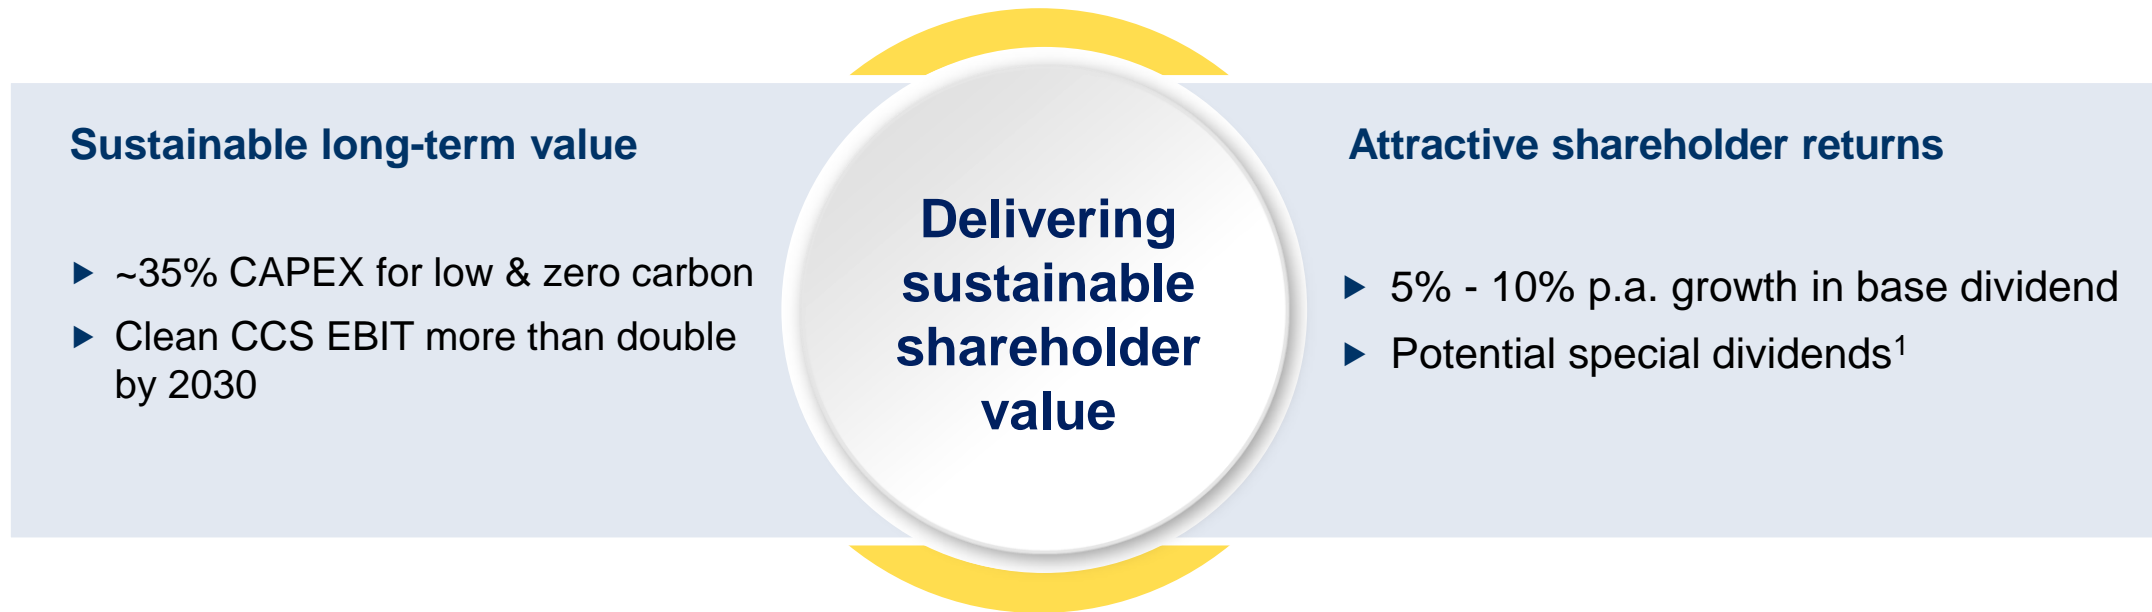 Sustainable long-term value
▶ ~35% CAPEX for low & zero carbon
▶ Clean CCS EBIT more than double
by 2030
Delivering
sustainable
shareholder
value
Attractive shareholder returns
▶ 5% - 10% p.a. growth in base dividend
▶ Potential special dividends¹